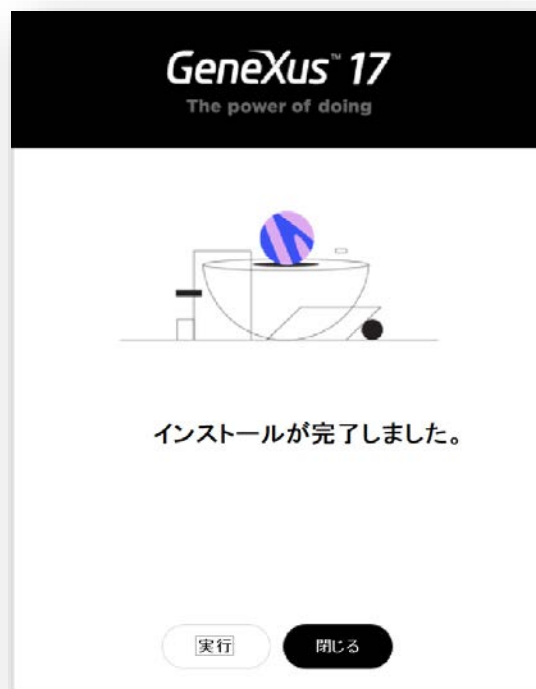 GeneXus™ 17
The power of doing
インストールが完了しました。
実行
閉じる